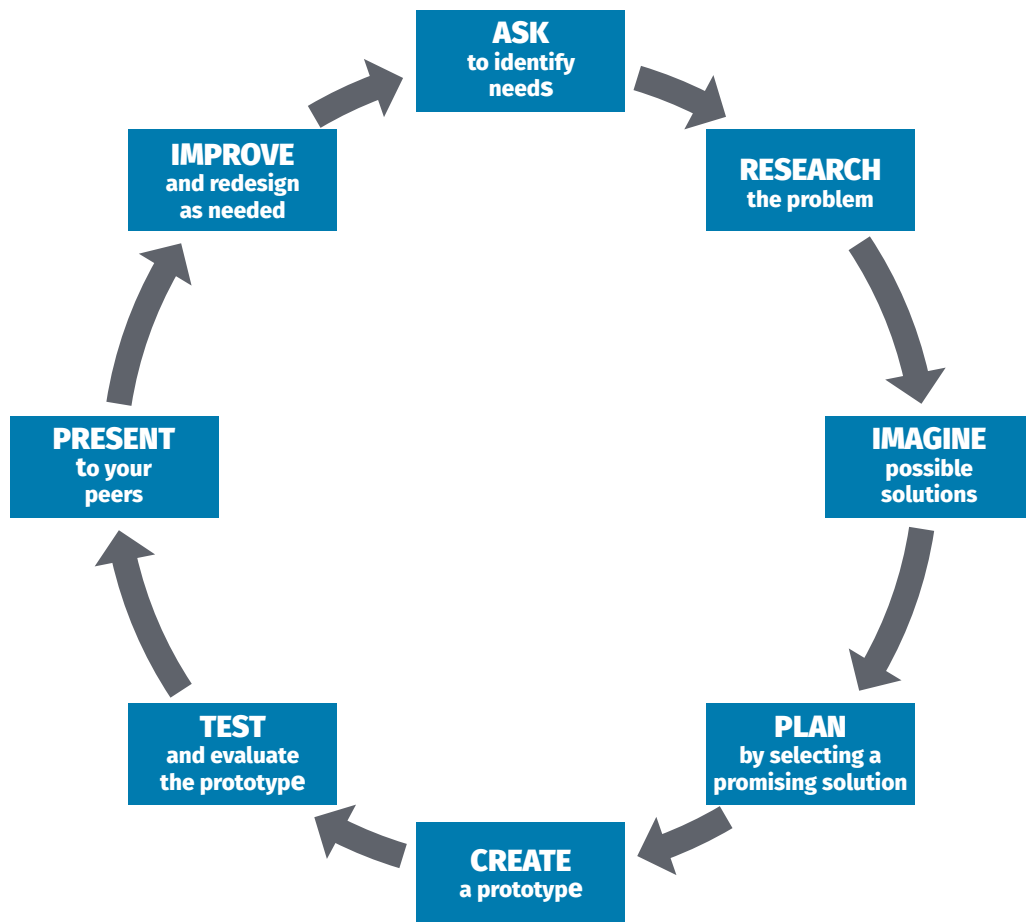 ASK
to identify
needs
RESEARCH
the problem
IMAGINE
possible
solutions
PLAN
by selecting a
promising solution
CREATE
a prototype
TEST
and evaluate
the prototype
PRESENT
to your
peers
IMPROVE
and redesign
as needed